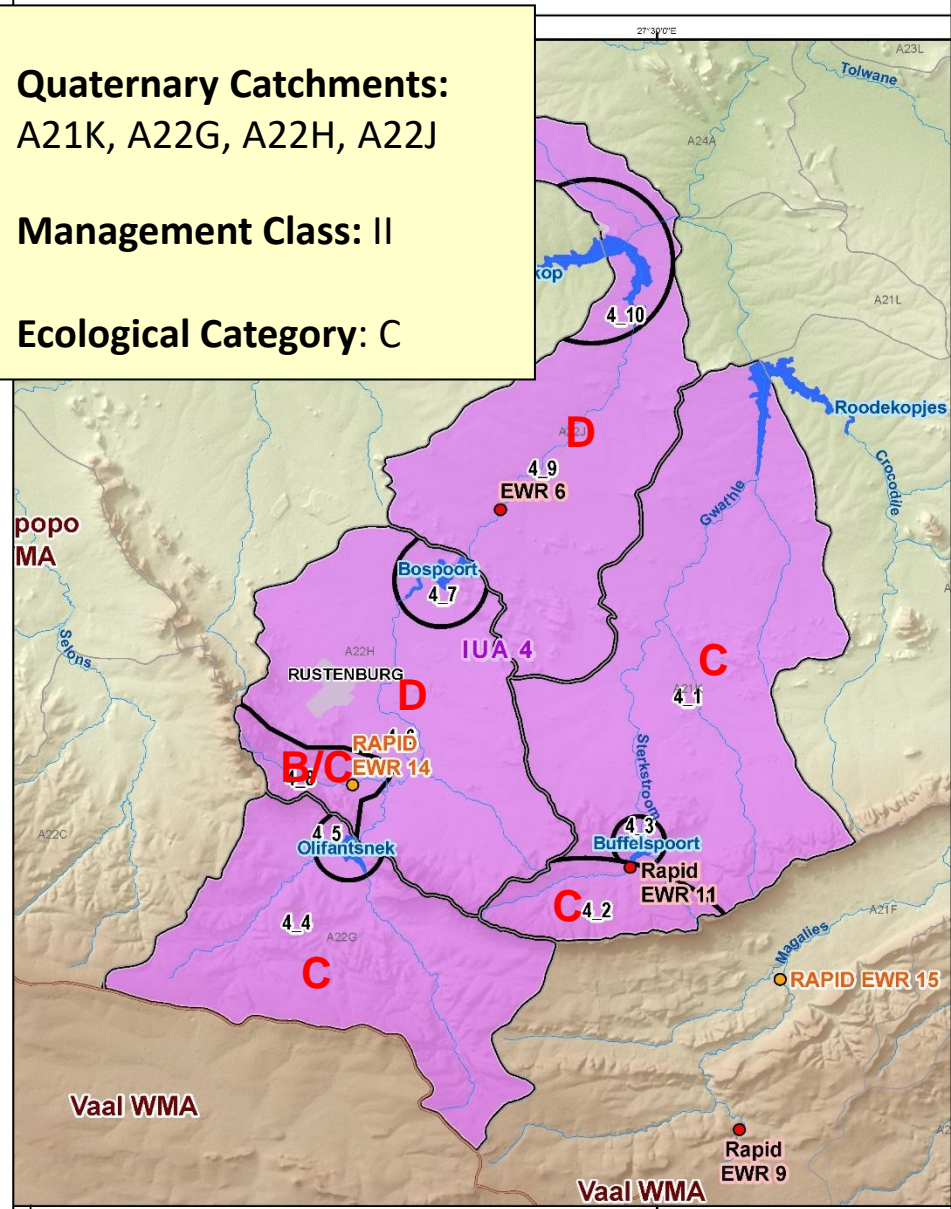 Quaternary Catchments:
A21K, A22G, A22H, A22J
Management Class: II
Ecological Category: C
27°30'0"E
A23L
Tolwane
A24A
kop
4_10
A21L
Roodekopjes
D
4_9
EWR 6
Crocodile
Gwathle
popo
MA
Bospoort
4_7
IUA 4
Selons
A22H
RUSTENBURG
D
C
4_1
RAPID
EWR 14
B/C
4_8
Sterkstroom
A22C
4_5
Olifantsnek
4_3
Buffelspoort
Rapid
EWR 11
C
4_2
A21F
4_4
A22G
C
Magalies
RAPID EWR 15
Vaal WMA
Rapid
EWR 9
Vaal WMA